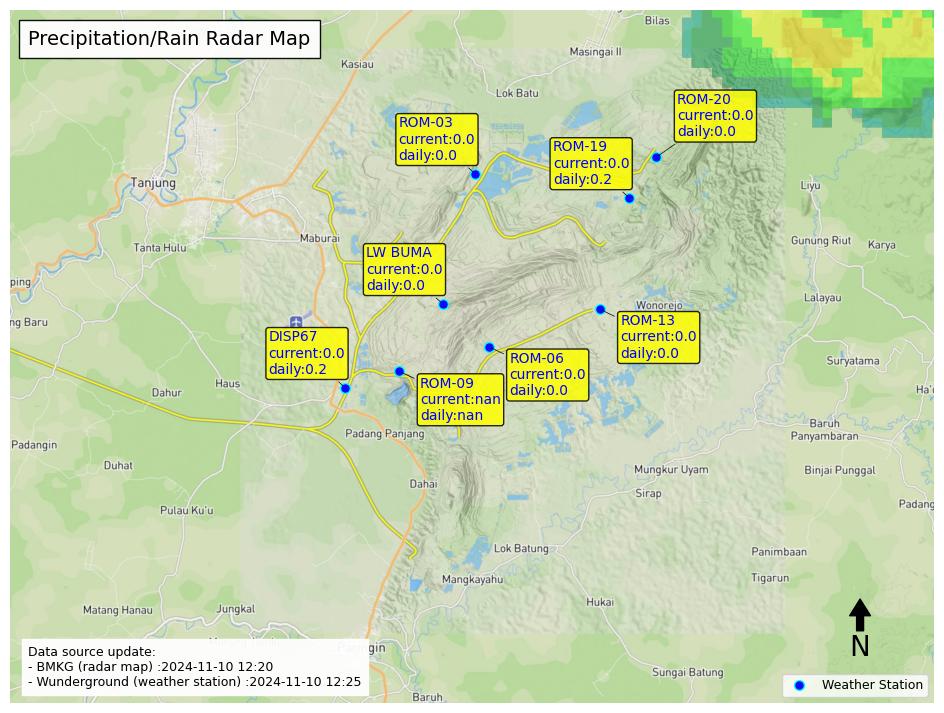 Precipitation/Rain Radar Map
Bilas
Masingai II
Kasiau
Lok Batu
ROM-20
current:0.0
daily:0.0
ROM-03
current:0.0
daily:0.0
ROM-19
current:0.0
daily:0.2
Tanjung
Liyu
Maburai
Tanta Hulu
Gunung Riut
Karya
LW BUMA
current:0.0
daily:0.0
ping
Lalayau
Wonorejo
ng Baru
ROM-13
current:0.0
daily:0.0
DISP67
current:0.0
daily:0.2
ROM-06
current:0.0
daily:0.0
Suryatama
Haus
Dahur
ROM-09
current:nan
daily:nan
Ha
Baruh
Panyambaran
Padang Panjang
Padangin
Duhat
Mungkur Uyam
Binjai Punggal
Dahai
Sirap
Padang
Pulau Ku'u
Lok Batung
Panimbaan
Mangkayahu
Tigarun
Hukai
Matang Hanau
Jungkal
N
Data source update:
- BMKG (radar map) :2024-11-10 12:20
- Wunderground (weather station) :2024-11-10 12:25
Sungai Batung
Weather Station
Baruh